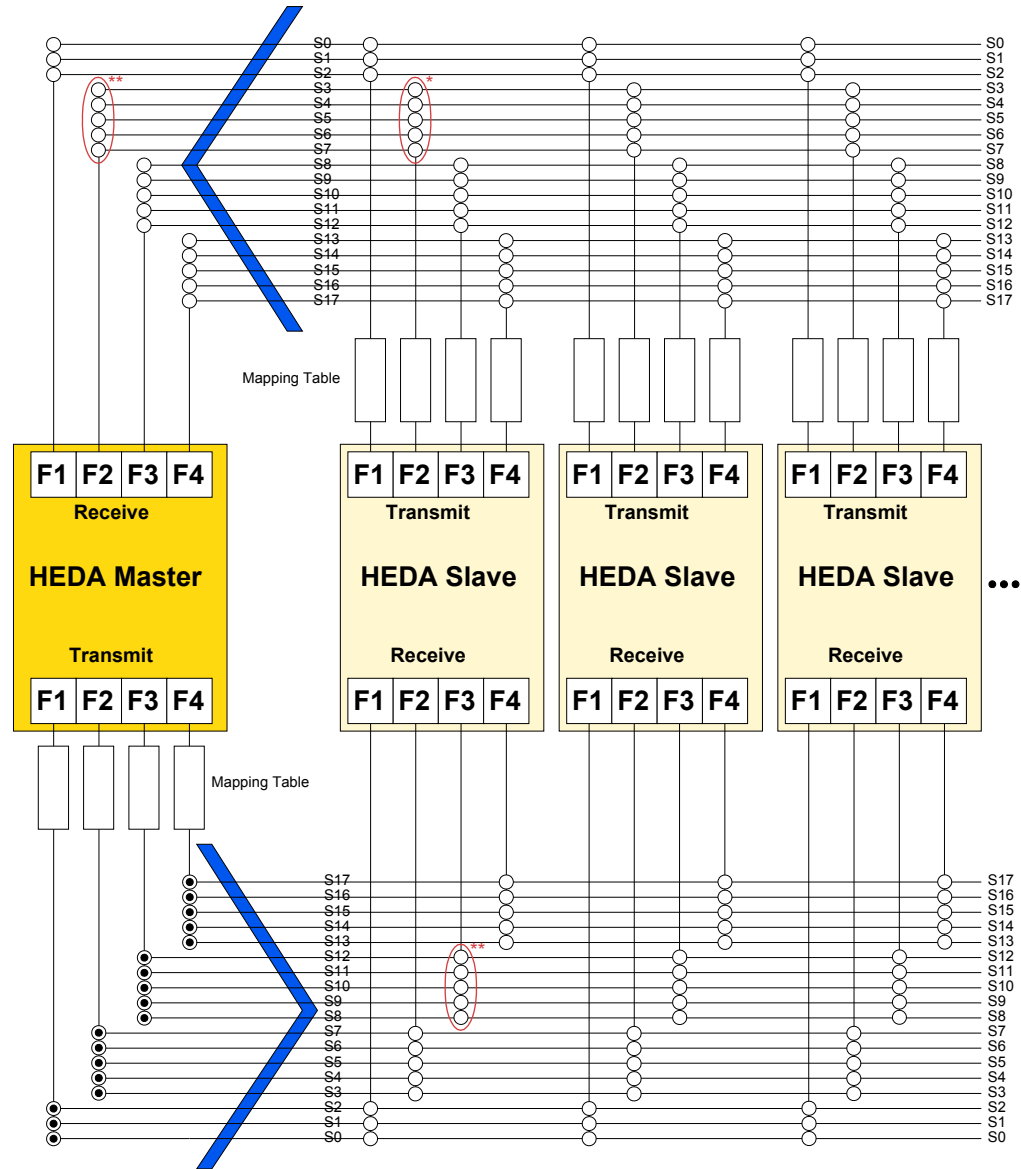 S0 S0
S1 S1
S2 S2
** * S3 S3
S4 S4
S5 S5
S6 S6
S7 S7
S8 S8
S9 S9
S10 S10
S11 S11
S12 S12
S13 S13
S14 S14
S15 S15
S16 S16
S17 S17
Mapping Table
F1 F2 F3 F4 F1 F2 F3 F4 F1 F2 F3 F4 F1 F2 F3 F4
Receive Transmit Transmit Transmit
HEDA Master HEDA Slave HEDA Slave HEDA Slave ...
Transmit Receive Receive Receive
F1 F2 F3 F4 F1 F2 F3 F4 F1 F2 F3 F4 F1 F2 F3 F4
Mapping Table
S17 S17
S16 S16
S15 S15
S14 S14
S13 S13
** S12 S12
S11 S11
S10 S10
S9 S9
S8 S8
S7 S7
S6 S6
S5 S5
S4 S4
S3 S3
S2 S2
S1 S1
S0 S0